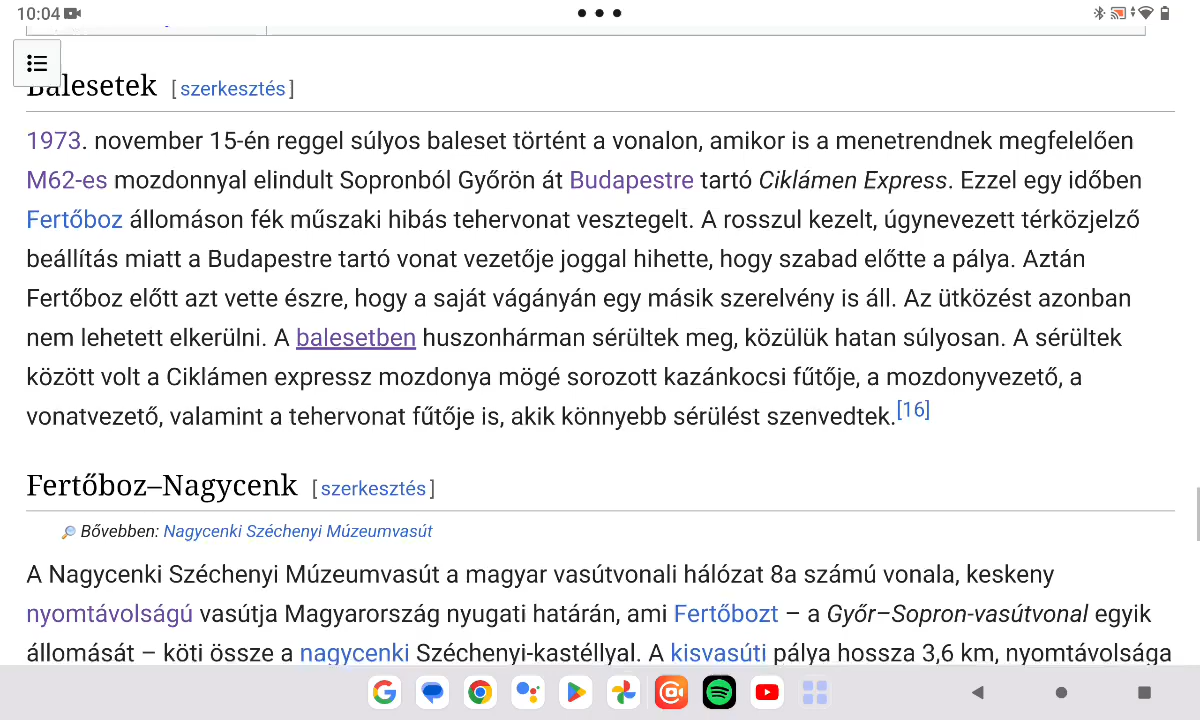 10:04
Balesetek [szerkesztés]
1973. november 15-én reggel súlyos baleset történt a vonalon, amikor is a menetrendnek megfelelően
M62-es mozdonnyal elindult Sopronból Győrön át Budapestre tartó Ciklámen Express. Ezzel egy időben
Fertőboz állomáson fék műszaki hibás tehervonat vesztegelt. A rosszul kezelt, úgynevezett térközjelző
beállítás miatt a Budapestre tartó vonat vezetője joggal hihette, hogy szabad előtte a pálya. Aztán
Fertőboz előtt azt vette észre, hogy a saját vágányán egy másik szerelvény is áll. Az ütközést azonban
nem lehetett elkerülni. A balesetben huszonhárman sérültek meg, közülük hatan súlyosan. A sérültek
között volt a Ciklámen expressz mozdonya mögé sorozott kazánkocsi fűtője, a mozdonyvezető, a
vonatvezető, valamint a tehervonat fűtője is, akik könnyebb sérülést szenvedtek.[16]
Fertőboz–Nagycenk [szerkesztés]
Bővebben: Nagycenki Széchenyi Múzeumvasút
A Nagycenki Széchenyi Múzeumvasút a magyar vasútvonali hálózat 8a számú vonala, keskeny
nyomtávolságú vasútja Magyarország nyugati határán, ami Fertőbozt – a Győr–Sopron-vasútvonal egyik
állomását – köti össze a nagycenki Széchenyi-kastéllyal. A kisvasúti pálya hossza 3,6 km, nyomtávolsága